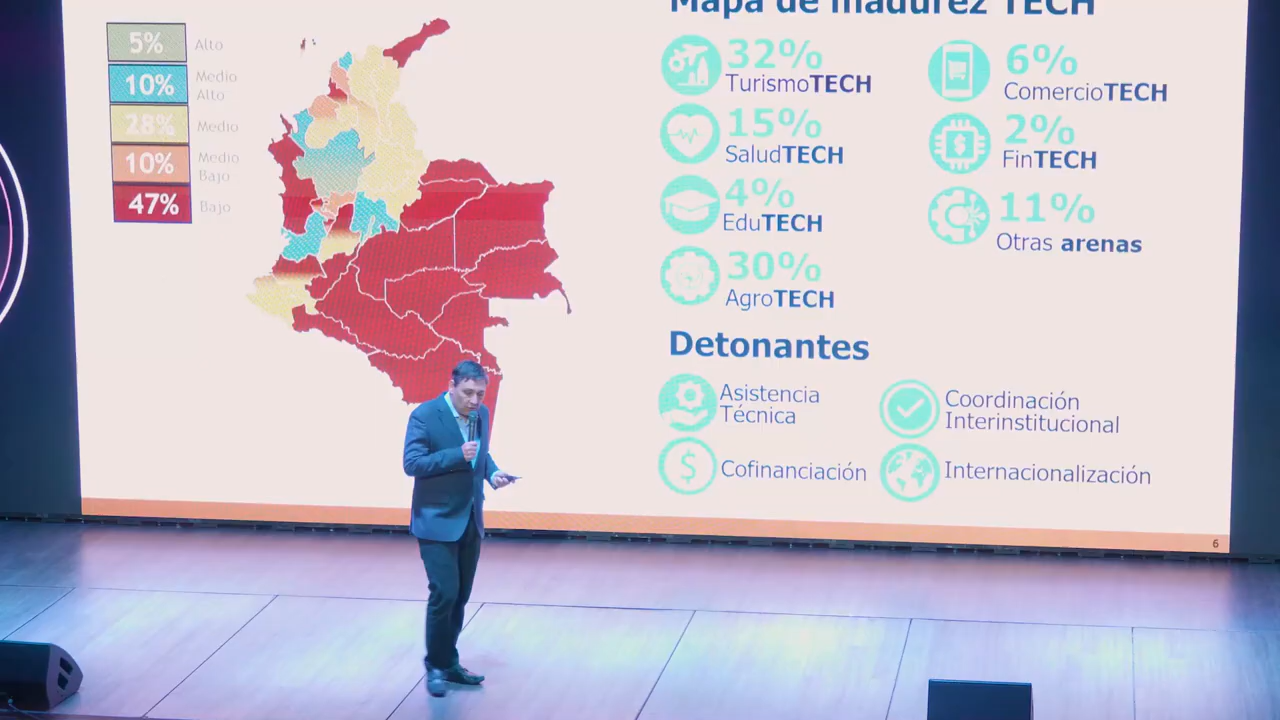 5% Alto
10% Medio
Alto
28% Medio
10% Medio
Bajo
47% Bajo
Mapa de madurez TECH
32%
TurismoTECH
15%
SaludTECH
4%
EduTECH
30%
AgroTECH
6%
ComercioTECH
2%
FinTECH
11%
Otras arenas
Detonantes
Asistencia
Técnica
Coordinación
Interinstitucional
Cofinanciación
Internacionalización
6